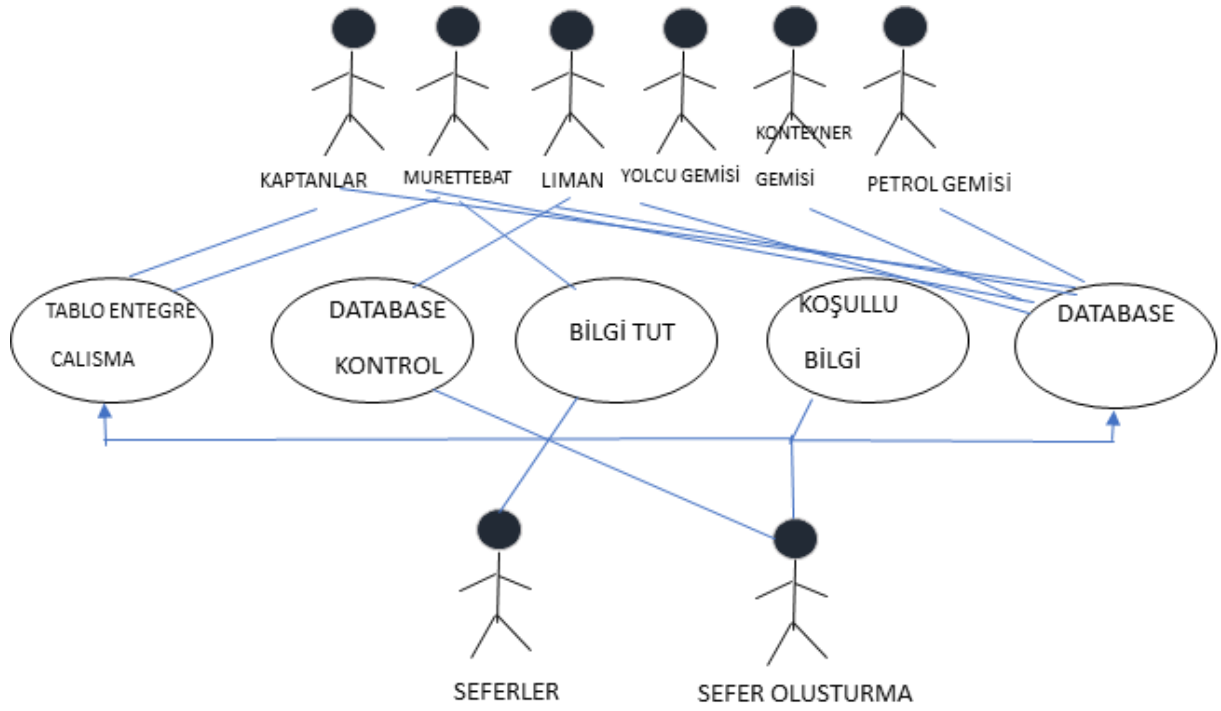 KAPTANLAR
MURETTEBAT
LIMAN
YOLCU GEMİSİ
KONTEYNER
GEMİSİ
PETROL GEMİSİ
TABLO ENTEGRE
CALISMA
DATABASE
KONTROL
BİLGİ TUT
KOŞULLU
BİLGİ
DATABASE
SEFERLER
SEFER OLUSTURMA